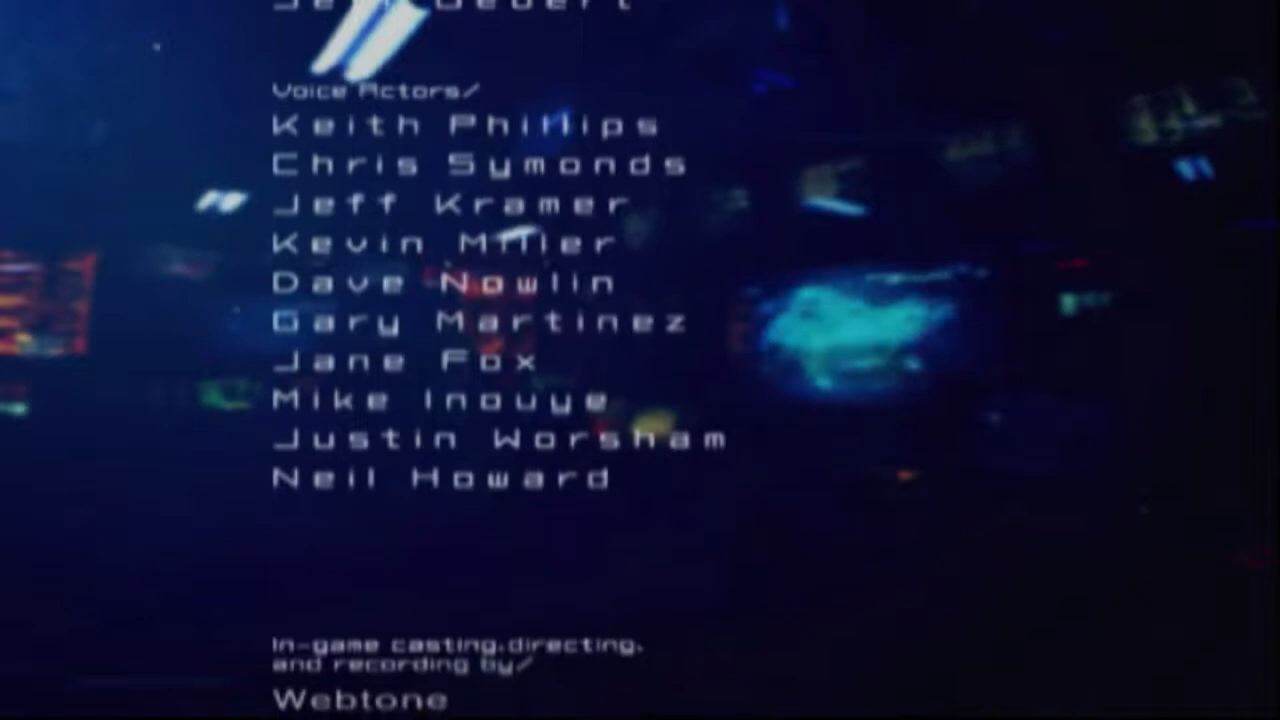 Voice Actors/
Keith Phillips
Chris Symonds
Jeff Kramer
Kevin Miller
Dave Nowlin
Gary Martinez
Jane Fox
Mike Inouye
Justin Worsham
Neil Howard
In-game casting,directing,
and recording by/
Webtone